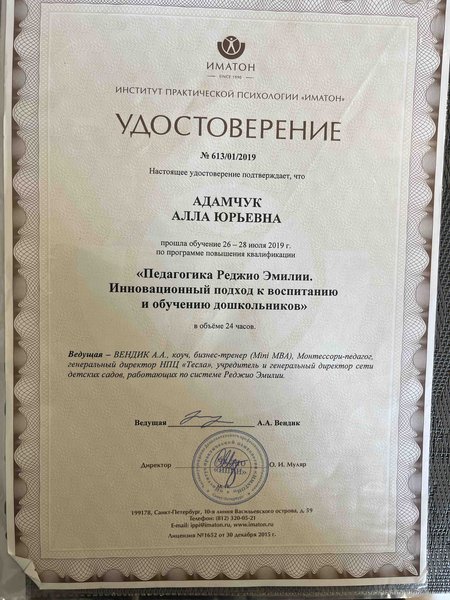 ИМАТОН
SINCE 1990
ИНСТИТУТ ПРАКТИЧЕСКОЙ ПСИХОЛОГИИ «ИМАТОН»
УДОСТОВЕРЕНИЕ
№ 613/01/2019
Настоящее удостоверение подтверждает, что
АДАМЧУК
АЛЛА ЮРЬЕВНА
прошла обучение 26 – 28 июля 2019 г.
по программе повышения квалификации
«Педагогика Реджио Эмилии.
Инновационный подход к воспитанию
и обучению дошкольников»
в объёме 24 часов.
Ведущая – ВЕНДИК А.А., коуч, бизнес-тренер (Mini MBA), Монтессори-педагог,
генеральный директор НПЦ «Тесла», учредитель и генеральный директор сети
детских садов, работающих по системе Реджио Эмилии.
Ведущая А.А. Вендик
Директор О. И. Муляр
199178, Санкт-Петербург, 10-я линия Васильевского острова, д. 59
Телефон: (812) 320-05-21
E-mail: ippi@imaton.ru, www.imaton.ru
Лицензия №1652 от 30 декабря 2015 г.